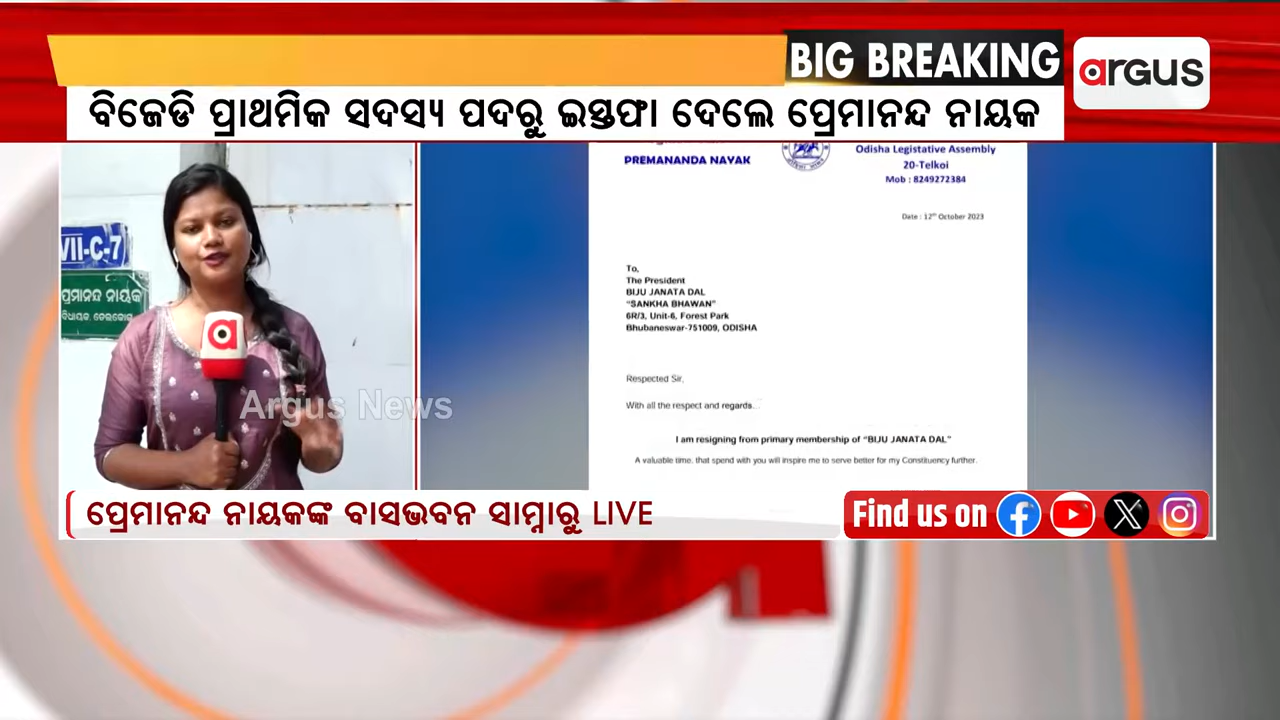 BIG BREAKING
argus
ବିଜେଡି ପ୍ରାଥମିକ ସଦସ୍ୟ ପଦରୁ ଇସ୍ତଫା ଦେଲେ ପ୍ରେମାନନ୍ଦ ନାୟକ
VII-C-7
ପ୍ରେମାନନ୍ଦ ନାୟକ
ବିଧାୟକ, ତେଲକୋଇ
PREMANANDA NAYAK
Odisha Legistative Assembly
20-Telkoi
Mob : 8249272384
Date : 12th October 2023
To,
The President
BIJU JANATA DAL
"SANKHA BHAWAN"
6R/3, Unit-6, Forest Park
Bhubaneswar-751009, ODISHA
Respected Sir,
With all the respect and regards...
I am resigning from primary membership of "BIJU JANATA DAL"
A valuable time, that spend with you will inspire me to serve better for my Constituency further.
Argus News
ପ୍ରେମାନନ୍ଦ ନାୟକଙ୍କ ବାସଭବନ ସାମ୍ନାରୁ LIVE
Find us on